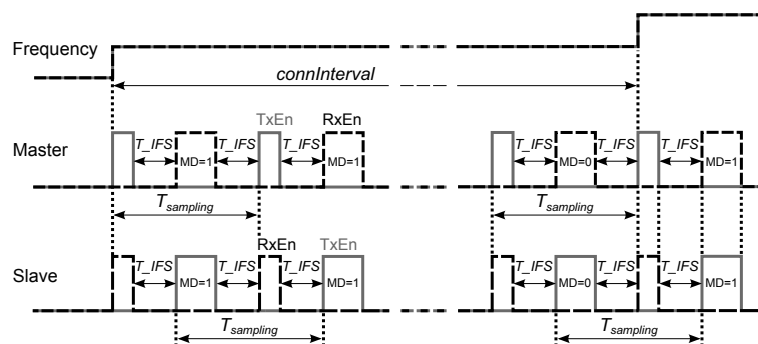 Frequency
connInterval
TxEn RxEn
Master T_IFS T_IFS T_IFS T_IFS T_IFS T_IFS
MD=1 MD=1 MD=0 MD=1
T_sampling T_sampling
RxEn TxEn
Slave T_IFS T_IFS T_IFS T_IFS T_IFS T_IFS
MD=1 MD=1 MD=0 MD=1
T_sampling T_sampling